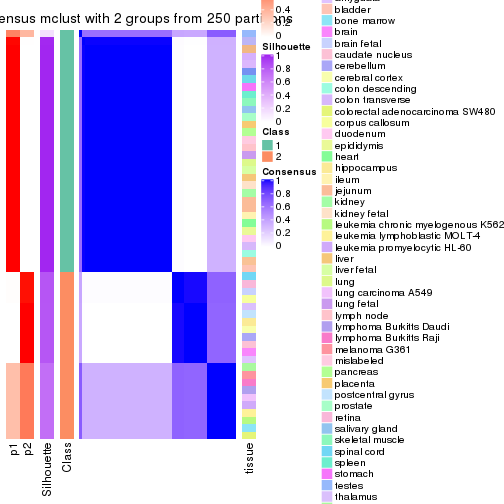 ensus mclust with 2 groups from 250 partitions
0.4
0.2
0
Silhouette
1
0.8
0.6
0.4
0.2
0
Class
1
2
Consensus
1
0.8
0.6
0.4
0.2
0
bladder
bone marrow
brain
brain fetal
caudate nucleus
cerebellum
cerebral cortex
colon descending
colon transverse
colorectal adenocarcinoma SW480
corpus callosum
duodenum
epididymis
heart
hippocampus
ileum
jejunum
kidney
kidney fetal
leukemia chronic myelogenous K562
leukemia lymphoblastic MOLT-4
leukemia promyelocytic HL-60
liver
liver fetal
lung
lung carcinoma A549
lung fetal
lymph node
lymphoma Burkitts Daudi
lymphoma Burkitts Raji
melanoma G361
mislabeled
pancreas
placenta
postcentral gyrus
prostate
retina
salivary gland
skeletal muscle
spinal cord
spleen
stomach
testes
thalamus
p1
p2
Silhouette
Class
tissue